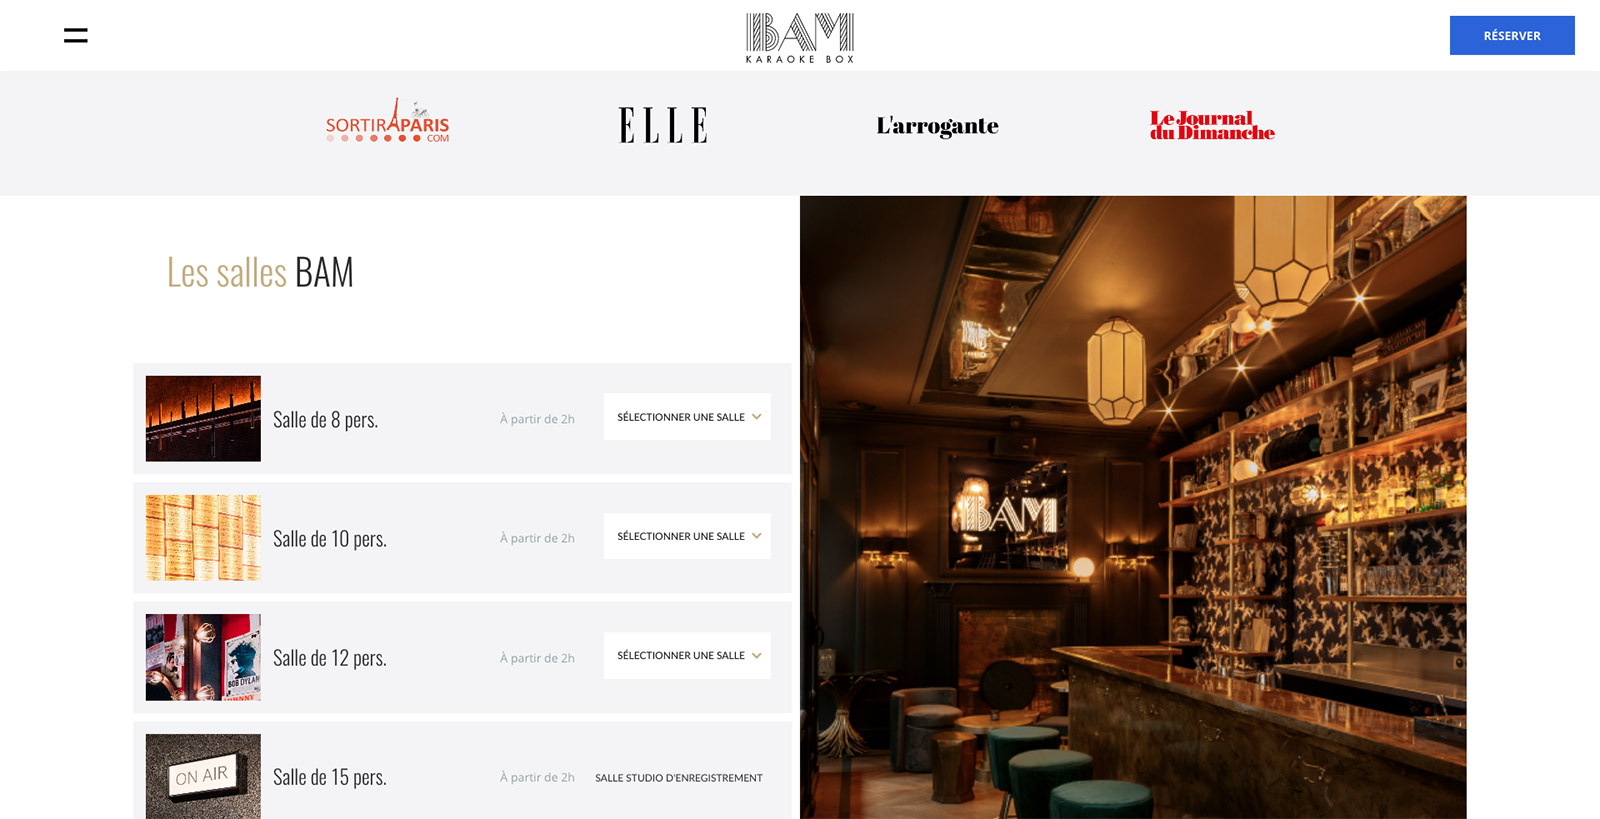 BAM
KARAOKE BOX
RÉSERVER
SORTIRÀPARIS
.COM
ELLE
L'arrogante
Le Journal
du Dimanche
Les salles BAM
Salle de 8 pers.
À partir de 2h
SÉLECTIONNER UNE SALLE
Salle de 10 pers.
À partir de 2h
SÉLECTIONNER UNE SALLE
BOB DYLAN
Salle de 12 pers.
À partir de 2h
SÉLECTIONNER UNE SALLE
ON AIR
Salle de 15 pers.
À partir de 2h
SALLE STUDIO D'ENREGISTREMENT
BAM